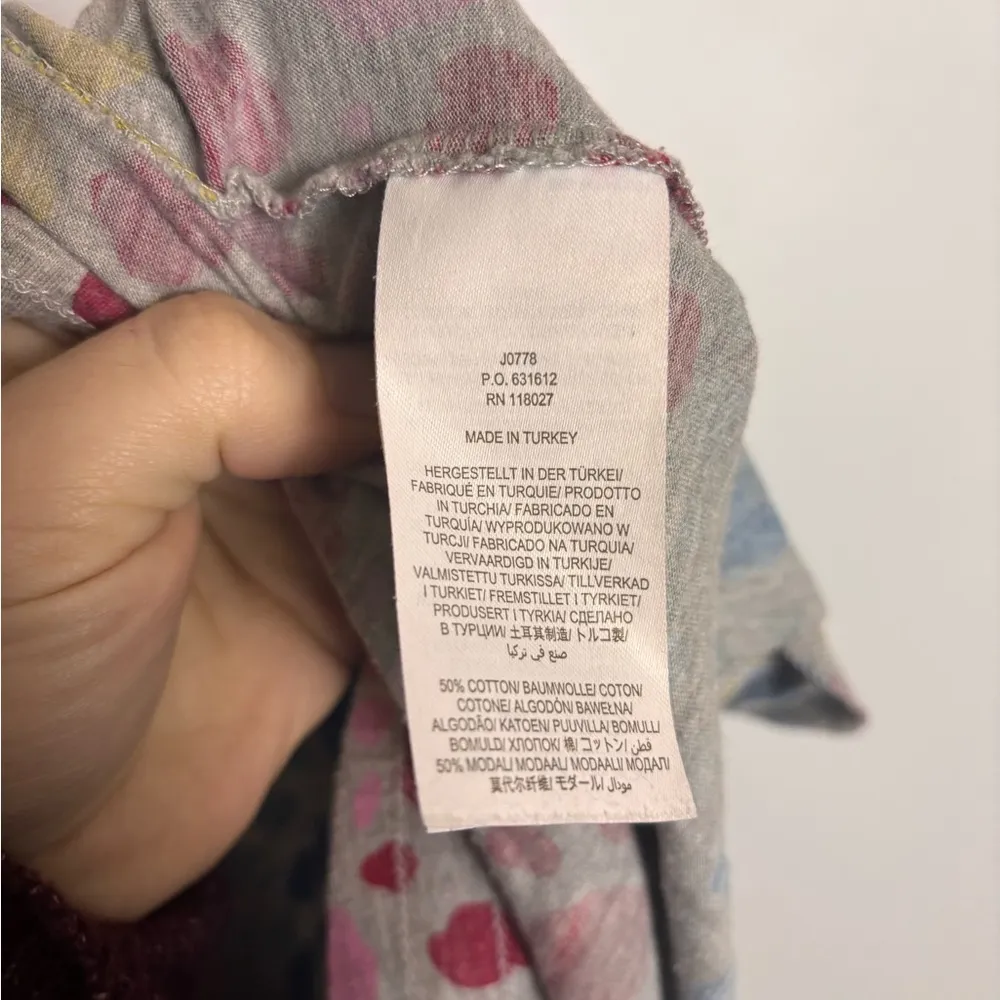 J0778
P.O. 631612
RN 118027
MADE IN TURKEY
HERGESTELLT IN DER TÜRKEI/
FABRIQUÉ EN TURQUIE/ PRODOTTO
IN TURCHIA/ FABRICADO EN
TURQUÍA/ WYPRODUKOWANO W
TURCJI/ FABRICADO NA TURQUIA/
VERVAARDIGD IN TURKIJE/
VALMISTETTU TURKISSA/ TILLVERKAD
I TURKIET/ FREMSTILLET I TYRKIET/
PRODUSERT I TYRKIA/ СДЕЛАНО
В ТУРЦИИ/ 土耳其制造/ トルコ製/
صنع في تركيا
50% COTTON/ BAUMWOLLE/ COTON/
COTONE/ ALGODÓN/ BAWEŁNA/
ALGODÃO/ KATOEN/ PUUVILLA/ BOMULL/
BOMULD/ ХЛОПОК/ 棉/ コットン/ قطن/
50% MODAL/ MODAAL/ MODAALI/ МОДАЛ/
莫代尔纤维/ モダール/ مودال